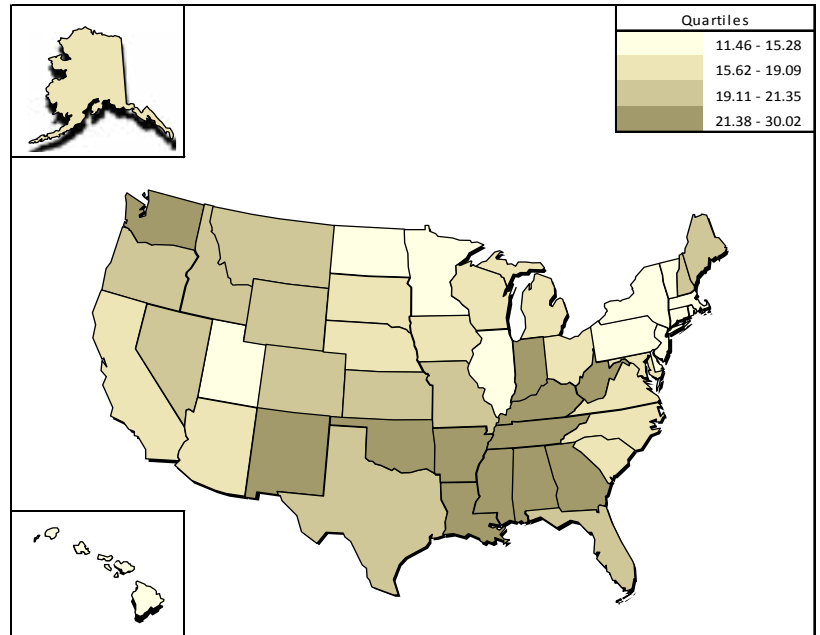 Quartiles
11.46 - 15.28
15.62 - 19.09
19.11 - 21.35
21.38 - 30.02